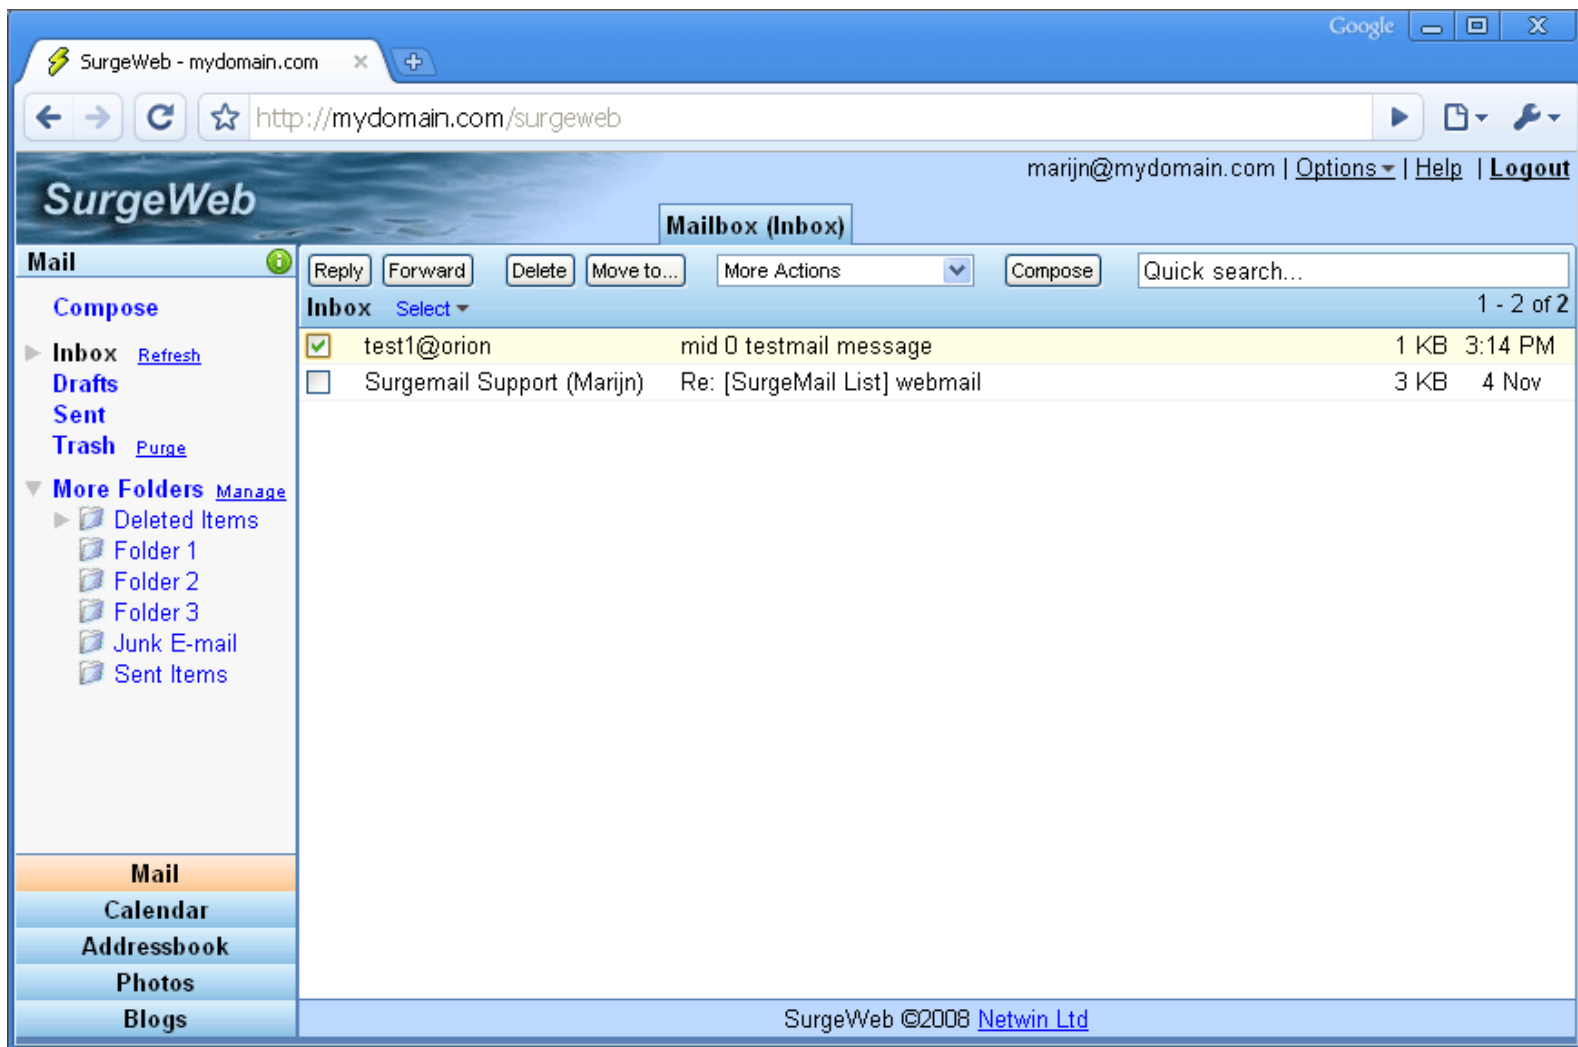 Google
SurgeWeb - mydomain.com
http://mydomain.com/surgeweb
marijn@mydomain.com | Options | Help | Logout
SurgeWeb
Mailbox (Inbox)
Mail
Reply Forward Delete Move to... More Actions Compose Quick search...
Inbox Select 1 - 2 of 2
Compose
Inbox Refresh
Drafts
Sent
Trash Purge
More Folders Manage
Deleted Items
Folder 1
Folder 2
Folder 3
Junk E-mail
Sent Items
test1@orion mid 0 testmail message 1 KB 3:14 PM
Surgemail Support (Marijn) Re: [SurgeMail List] webmail 3 KB 4 Nov
Mail
Calendar
Addressbook
Photos
Blogs
SurgeWeb ©2008 Netwin Ltd